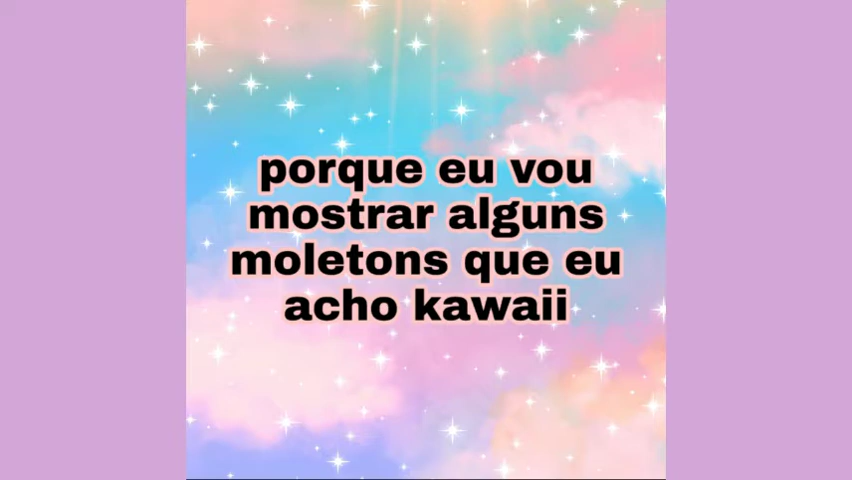 porque eu vou
mostrar alguns
moletons que eu
acho kawaii